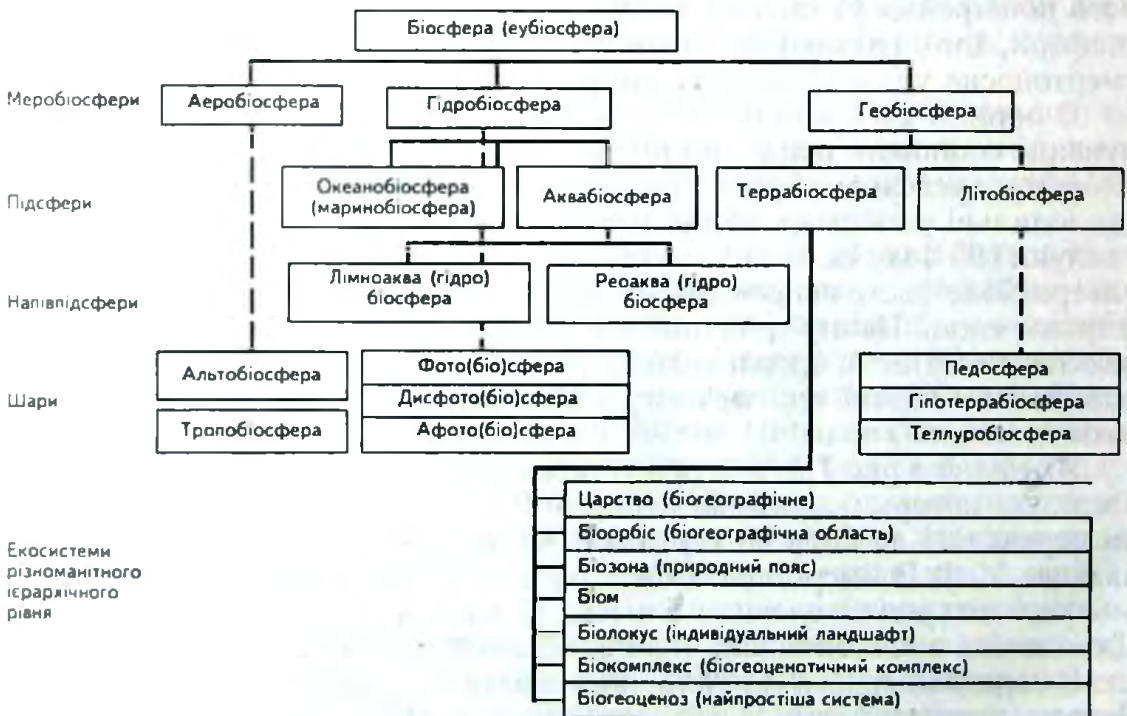 Біосфера (еубіосфера)
Меробіосфери
Аеробіосфера
Гідробіосфера
Геобіосфера
Підсфери
Океанобіосфера
(маринобіосфера)
Аквабіосфера
Террабіосфера
Літобіосфера
Напівпідсфери
Лімноаква (гідро)
біосфера
Реоаква (гідро)
біосфера
Шари
Альтобіосфера
Тропобіосфера
Фото(біо)сфера
Дисфото(біо)сфера
Афото(біо)сфера
Педосфера
Гіпотеррабіосфера
Теллуробіосфера
Екосистеми
різноманітного
ієрархічного
рівня
Царство (біогеографічне)
Біоорбіс (біогеографічна область)
Біозона (природний пояс)
Біом
Біолокус (індивідуальний ландшафт)
Біокомплекс (біогеоценотичний комплекс)
Біогеоценоз (найпростіша система)